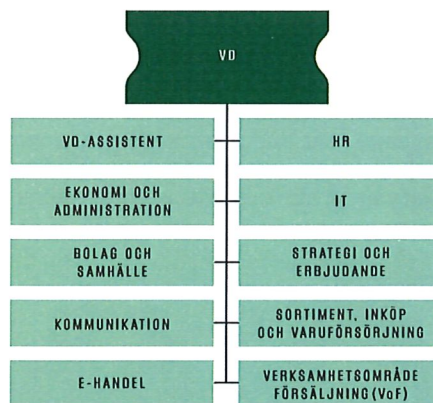 VD
VD-ASSISTENT
HR
EKONOMI OCH
ADMINISTRATION
IT
BOLAG OCH
SAMHÄLLE
STRATEGI OCH
ERBJUDANDE
KOMMUNIKATION
SORTIMENT, INKÖP
OCH VARUFÖRSÖRJNING
E-HANDEL
VERKSAMHETSOMRÅDE
FÖRSÄLJNING (VoF)